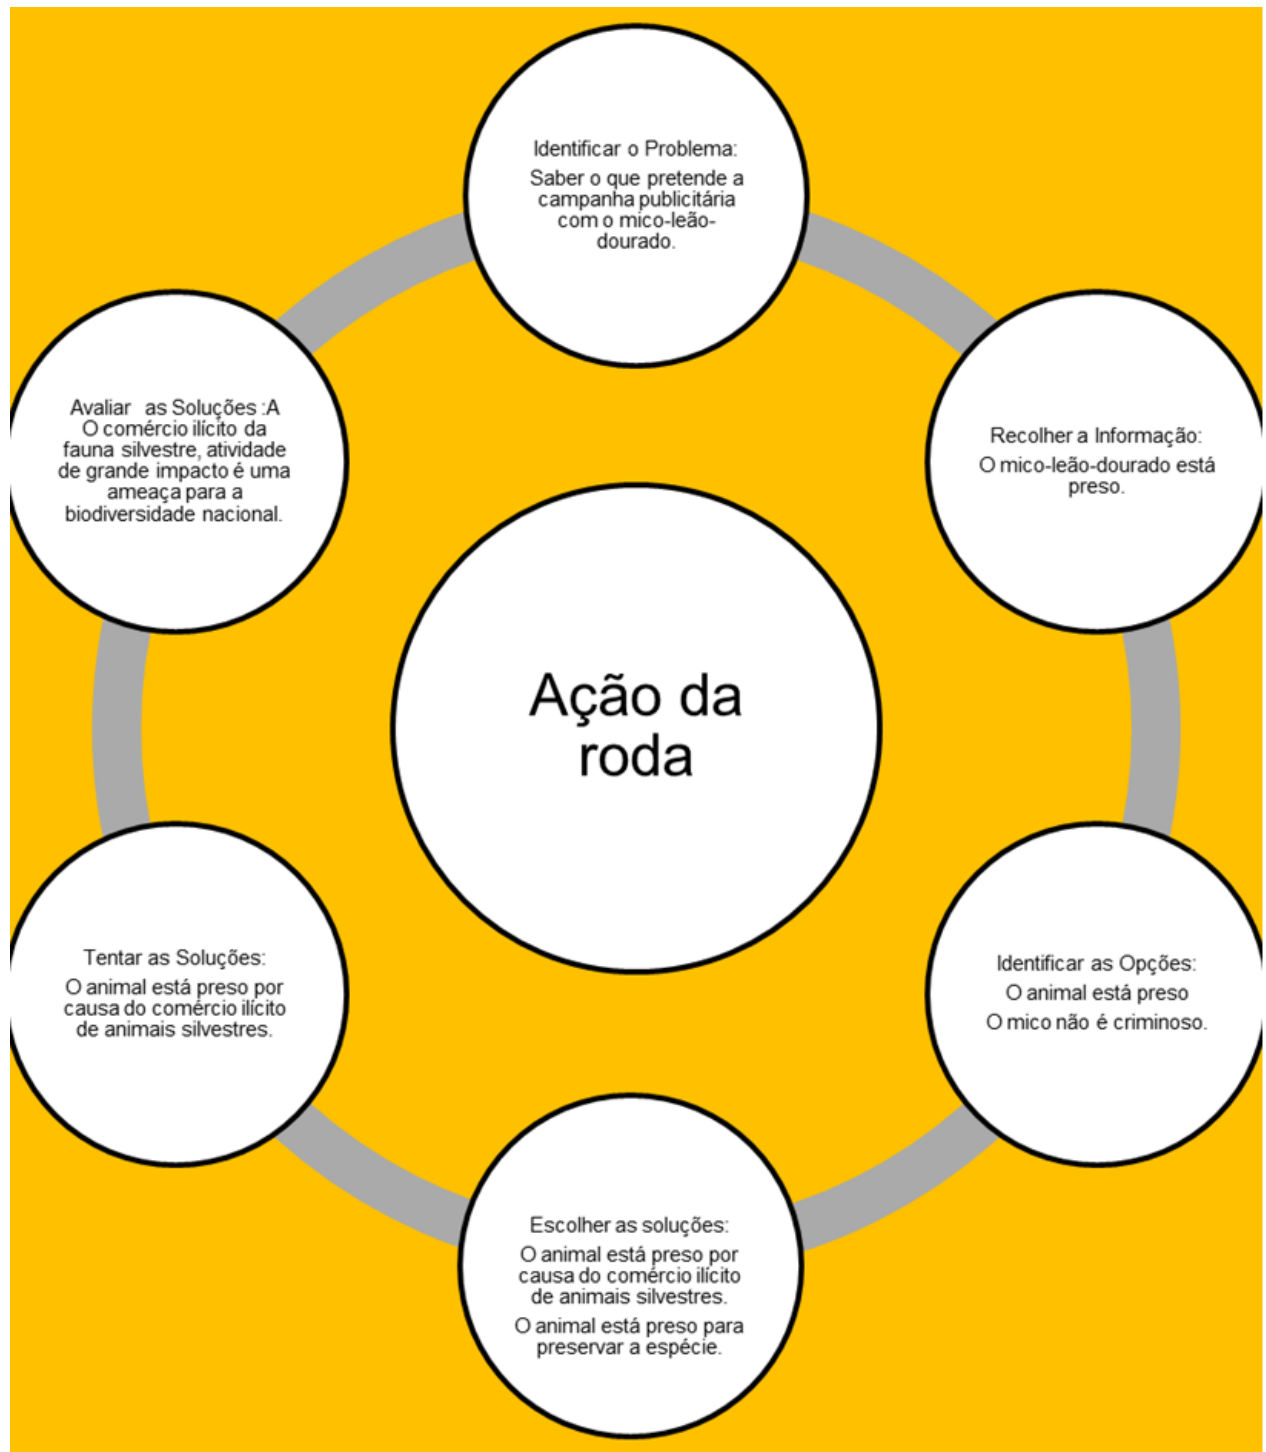 Identificar o Problema:
Saber o que pretende a
campanha publicitária
com o mico-leão-
dourado.
Recolher a Informação:
O mico-leão-dourado está
preso.
Identificar as Opções:
O animal está preso
O mico não é criminoso.
Escolher as soluções:
O animal está preso por
causa do comércio ilícito
de animais silvestres.
O animal está preso para
preservar a espécie.
Tentar as Soluções:
O animal está preso por
causa do comércio ilícito
de animais silvestres.
Avaliar as Soluções :A
O comércio ilícito da
fauna silvestre, atividade
de grande impacto é uma
ameaça para a
biodiversidade nacional.
Ação da
roda